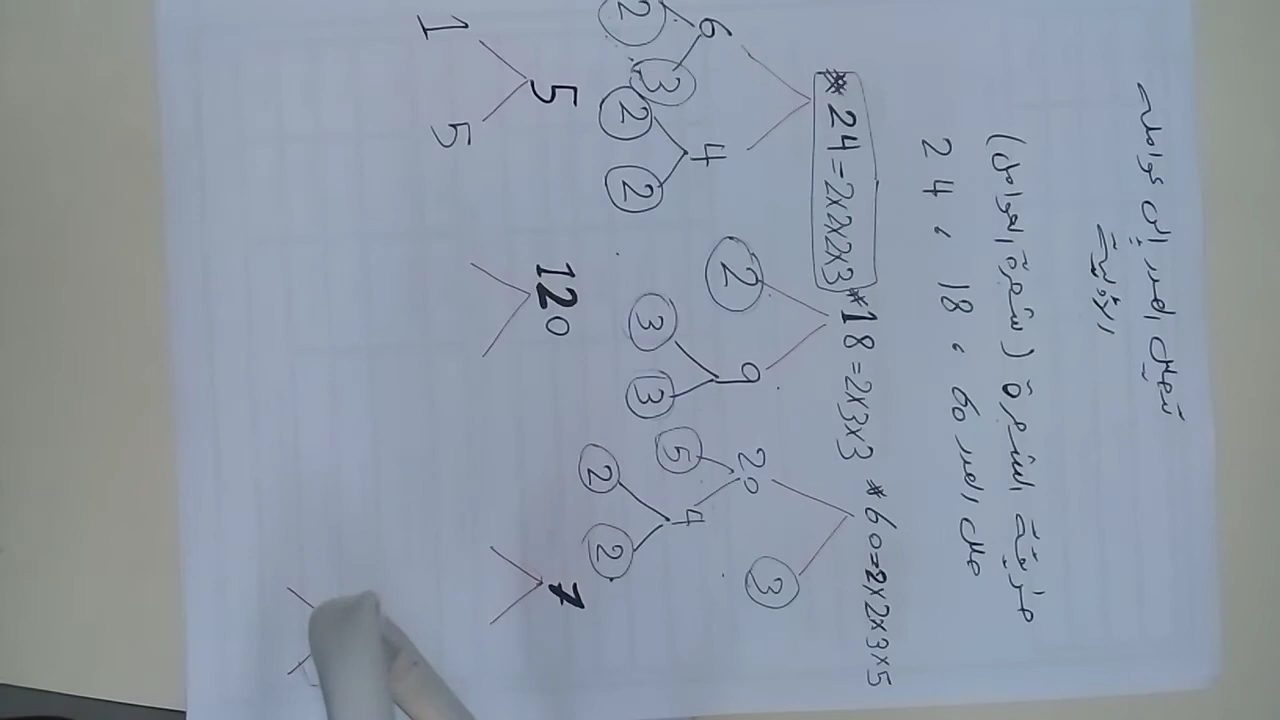 تحليل العدد إلى عوامله
الأولية
طريقة الشجرة (شجرة العوامل)
حلل العدد 60 ، 18 ، 24
* 24 = 2x2x2x3 * 18 = 2x3x3 * 60 = 2x2x3x5
6 4 2 9 20 3
2 3 2 2 3 3 5 4
2 2
5 120 7
1 5